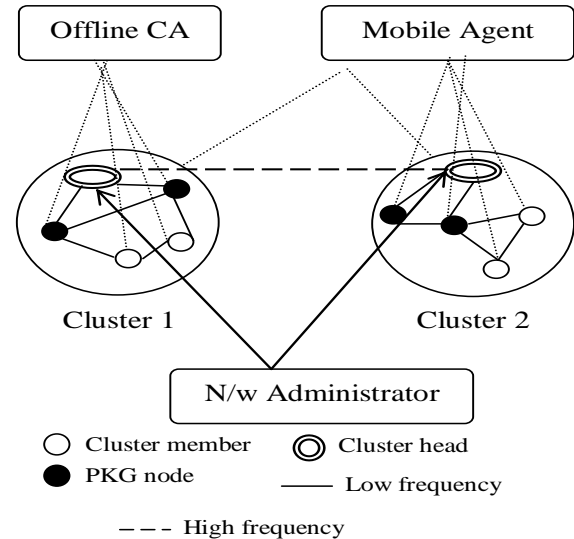 Offline CA
Mobile Agent
Cluster 1
Cluster 2
N/w Administrator
Cluster member
Cluster head
PKG node
Low frequency
High frequency